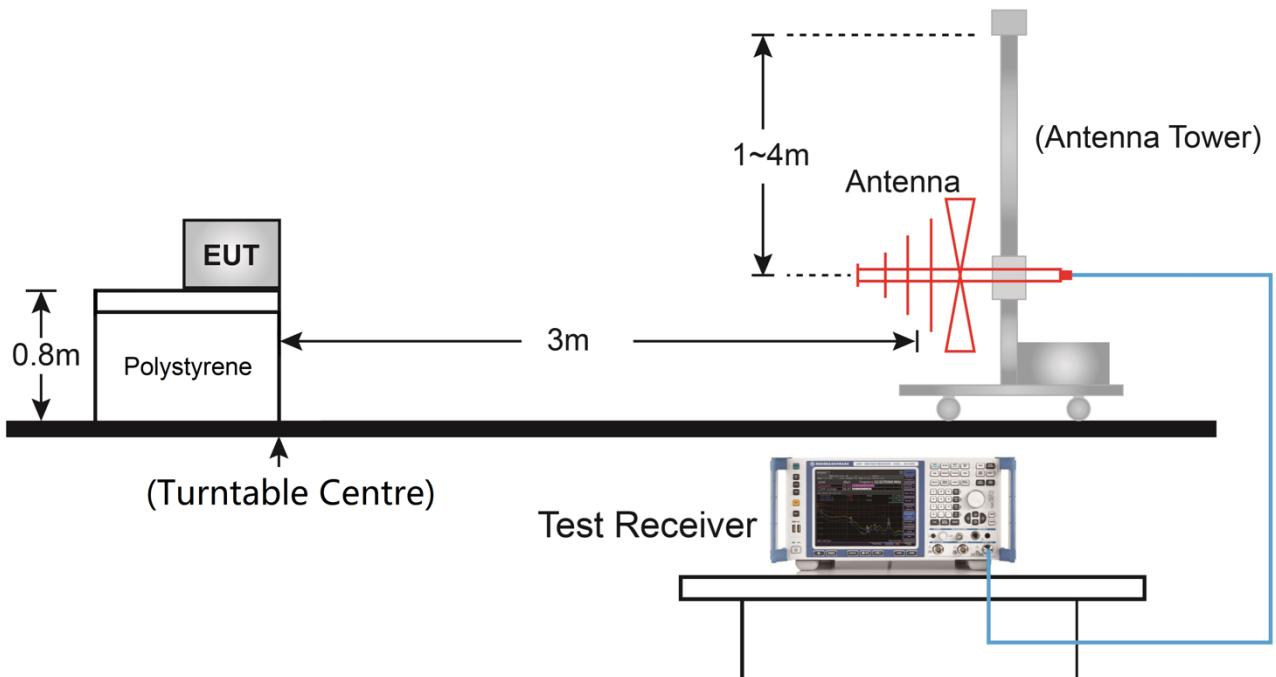 1~4m
(Antenna Tower)
Antenna
EUT
0.8m
Polystyrene
3m
(Turntable Centre)
Test Receiver